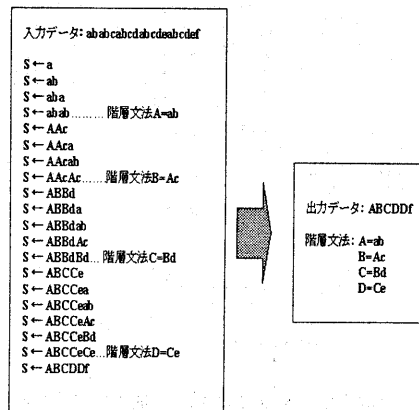 入力データ: ababcabcdabcdeabcdef
S←a
S←ab
S←aba
S←abab........階層文法A=ab
S←AAc
S←AAca
S←AAcab
S←AAcAc......階層文法B=Ac
S←ABBd
S←ABBda
S←ABBdab
S←ABBdAc
S←ABBdBd...階層文法C=Bd
S←ABCCe
S←ABCCea
S←ABCCeab
S←ABCCeAc
S←ABCCeBd
S←ABCCeCe...階層文法D=Ce
S←ABCDDf
出力データ: ABCDDf
階層文法: A=ab
B=Ac
C=Bd
D=Ce